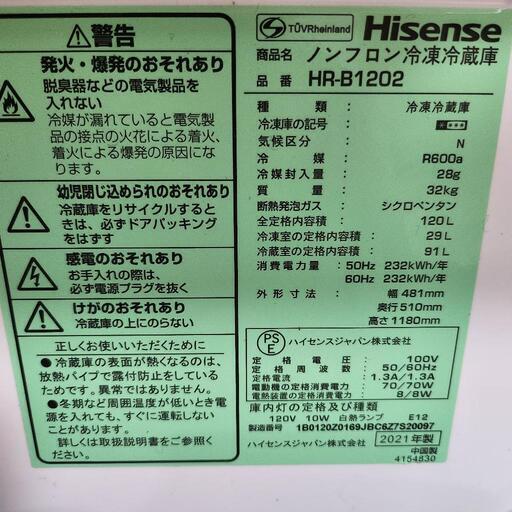 警告
発火・爆発のおそれあり
脱臭器などの電気製品を
入れない
冷媒が漏れていると電気製
品の接点の火花による着火、
着火による爆発の原因にな
ります。
幼児閉じ込められのおそれあり
冷蔵庫をリサイクルすると
きは、必ずドアパッキング
をはずす
感電のおそれあり
お手入れの際は、
必ず電源プラグを抜く
けがのおそれあり
冷蔵庫の上にのらない
正しくお使いいただくために
●冷蔵庫の表面が熱くなるのは、
放熱パイプで露付防止をしている
ためです。異常ではありません。
●冬期など周囲温度が低いときで電
源を入れても、すぐに運転しない
ことがあります。
詳しくは取扱説明書をご覧ください
TÜVRheinland
Hisense
商品名 ノンフロン冷凍冷蔵庫
品番 HR-B1202
種類 : 冷凍冷蔵庫
冷凍庫の記号 : ****
気候区分 : N
冷媒 : R600a
冷媒封入量 : 28g
質量 : 32kg
断熱発泡ガス : シクロペンタン
全定格内容積 : 120L
冷凍室の定格内容積 : 29L
冷蔵室の定格内容積 : 91L
消費電力量 : 50Hz 232kWh/年
60Hz 232kWh/年
外形寸法 : 幅 481mm
奥行 510mm
高さ 1180mm
PSE ハイセンスジャパン株式会社
定格電圧 : 100V
定格周波数 : 50/60Hz
定格電流 : 1.3A/1.3A
電動機の定格消費電力 : 70/70W
電熱装置の定格消費電力 : 8/8W
庫内灯の定格及び種類
120V 10W 白熱ランプ E12
製造番号 1B0120Z0169JBC6Z7S20097
ハイセンスジャパン株式会社
2021年製
中国製
4154830